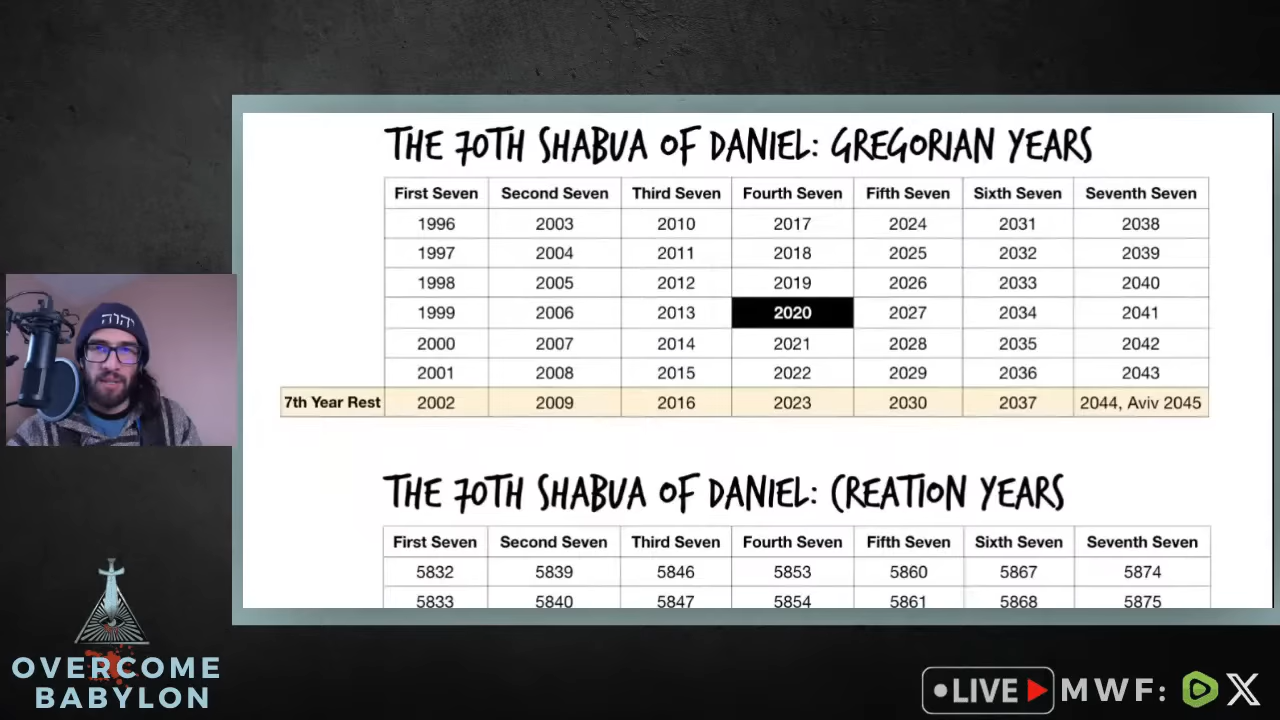 THE 70TH SHABUA OF DANIEL: GREGORIAN YEARS
First Seven Second Seven Third Seven Fourth Seven Fifth Seven Sixth Seven Seventh Seven
1996 2003 2010 2017 2024 2031 2038
1997 2004 2011 2018 2025 2032 2039
1998 2005 2012 2019 2026 2033 2040
1999 2006 2013 2020 2027 2034 2041
2000 2007 2014 2021 2028 2035 2042
2001 2008 2015 2022 2029 2036 2043
7th Year Rest 2002 2009 2016 2023 2030 2037 2044, Aviv 2045
THE 70TH SHABUA OF DANIEL: CREATION YEARS
First Seven Second Seven Third Seven Fourth Seven Fifth Seven Sixth Seven Seventh Seven
5832 5839 5846 5853 5860 5867 5874
5833 5840 5847 5854 5861 5868 5875
יהוה
OVERCOME
BABYLON
LIVE MWF: X